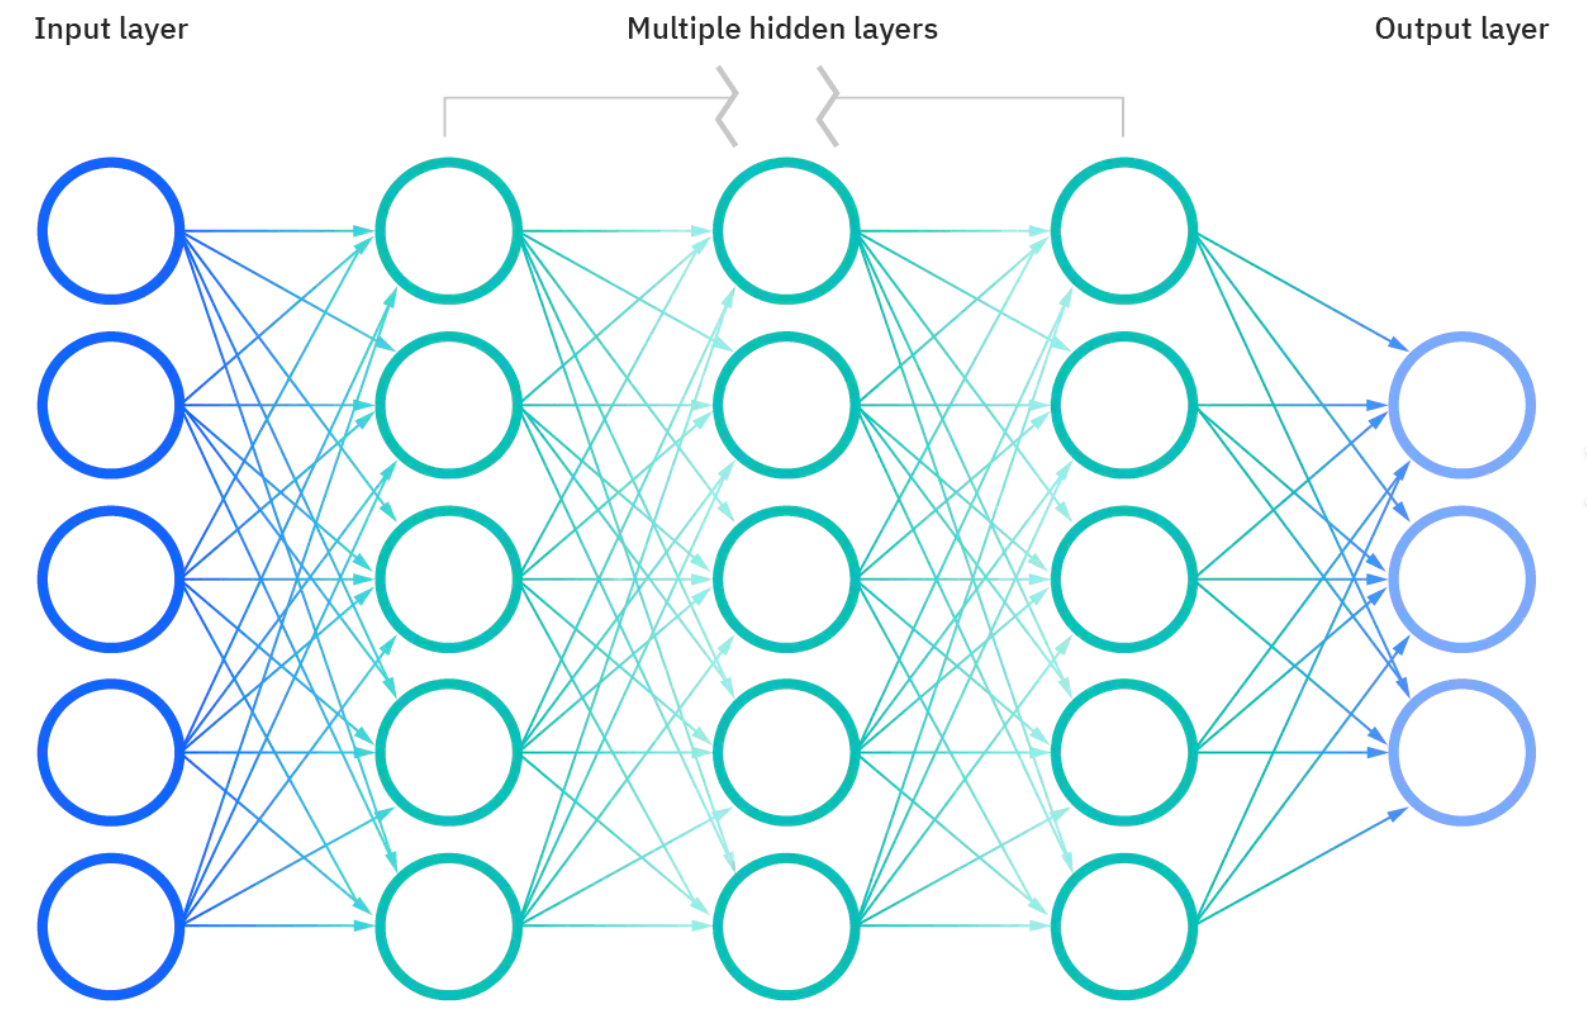 Input layer
Multiple hidden layers
Output layer